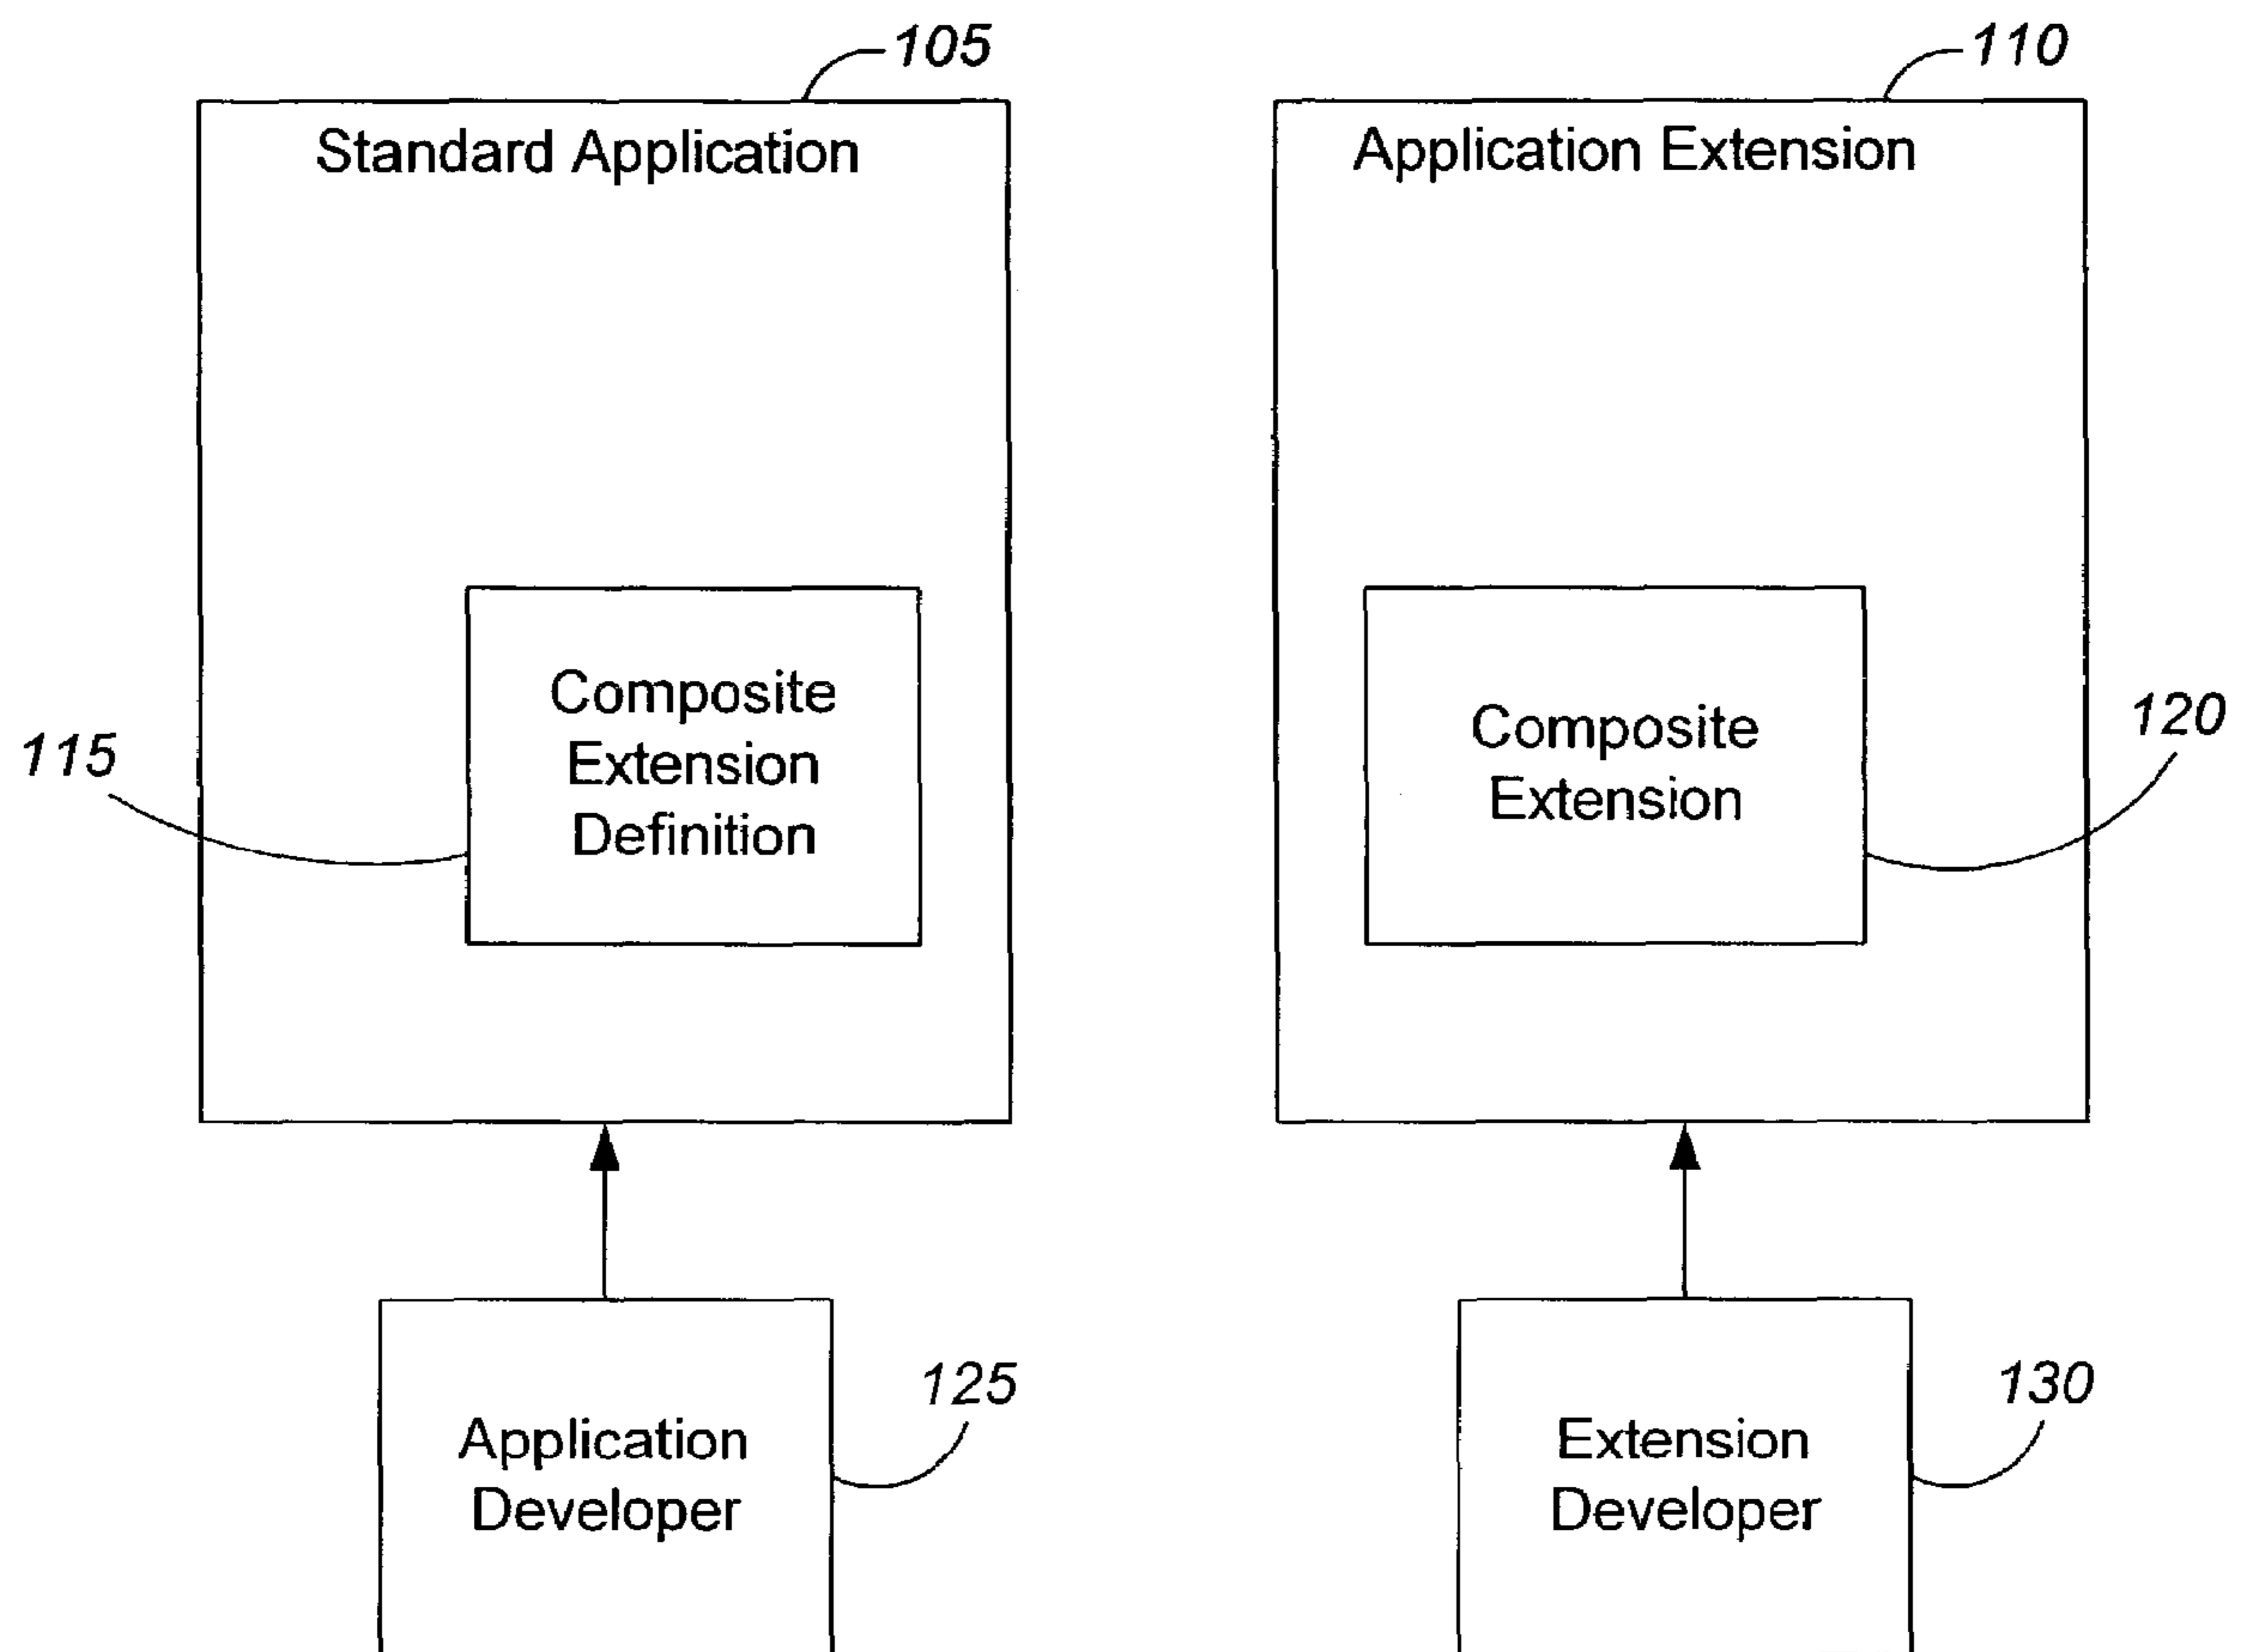 105
110
Standard Application
Application Extension
Composite
Extension
Definition
Composite
Extension
115
120
Application
Developer
125
Extension
Developer
130